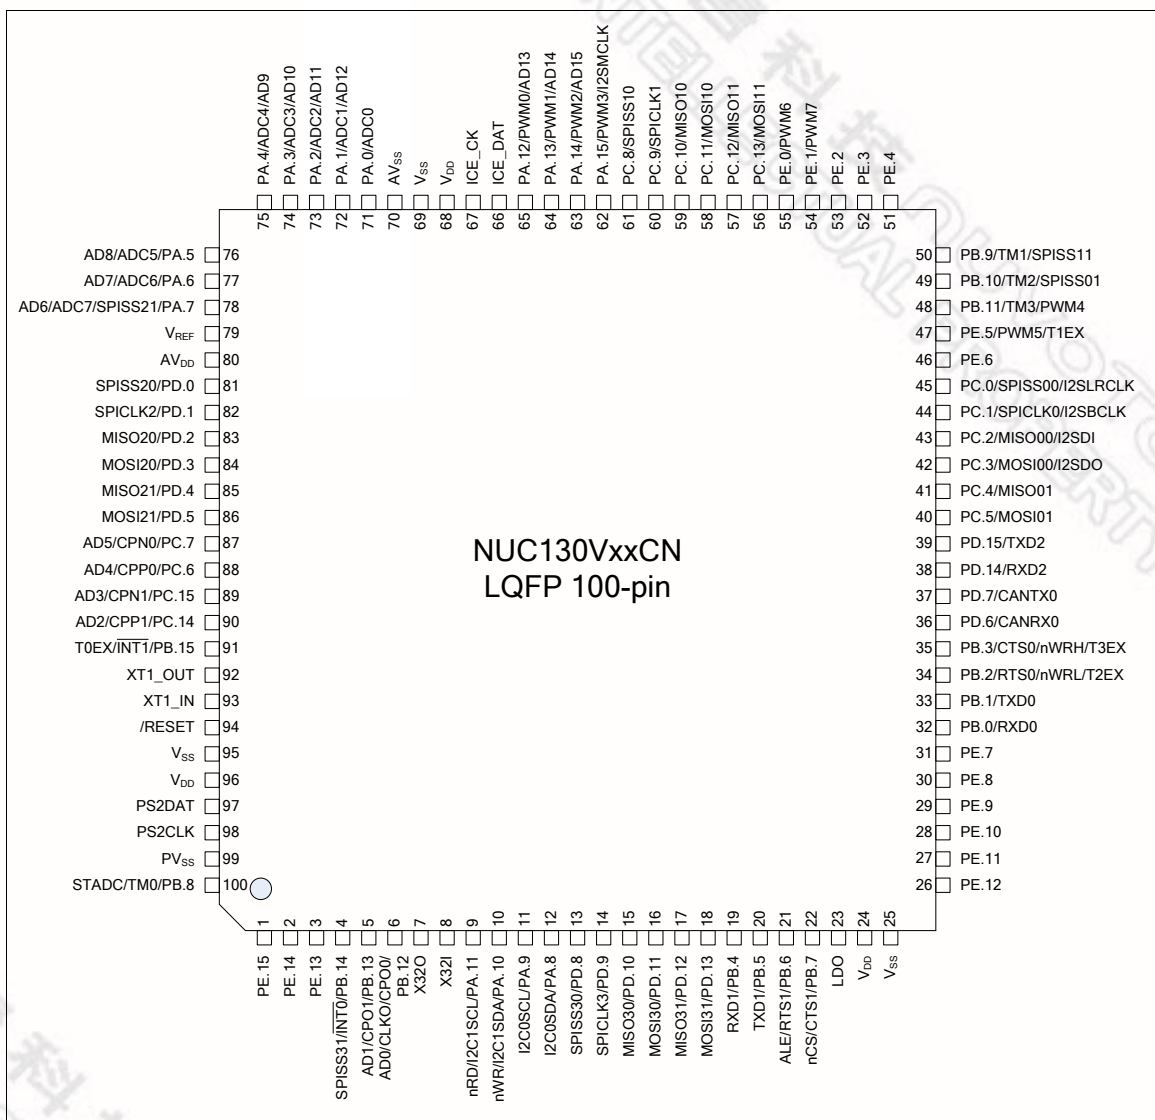 PA.4/ADC4/AD9
PA.3/ADC3/AD10
PA.2/ADC2/AD11
PA.1/ADC1/AD12
PA.0/ADC0
AVSS
VSS
VDD
ICE_CK
ICE_DAT
PA.12/PWM0/AD13
PA.13/PWM1/AD14
PA.14/PWM2/AD15
PA.15/PWM3/I2SMCLK
PC.8/SPISS10
PC.9/SPICLK1
PC.10/MISO10
PC.11/MOSI10
PC.12/MISO11
PC.13/MOSI11
PE.0/PWM6
PE.1/PWM7
PE.2
PE.3
PE.4
75
74
73
72
71
70
69
68
67
66
65
64
63
62
61
60
59
58
57
56
55
54
53
52
51
AD8/ADC5/PA.5 76
AD7/ADC6/PA.6 77
AD6/ADC7/SPISS21/PA.7 78
VREF 79
AVDD 80
SPISS20/PD.0 81
SPICLK2/PD.1 82
MISO20/PD.2 83
MOSI20/PD.3 84
MISO21/PD.4 85
MOSI21/PD.5 86
AD5/CPN0/PC.7 87
AD4/CPP0/PC.6 88
AD3/CPN1/PC.15 89
AD2/CPP1/PC.14 90
T0EX/INT1/PB.15 91
XT1_OUT 92
XT1_IN 93
/RESET 94
VSS 95
VDD 96
PS2DAT 97
PS2CLK 98
PVSS 99
STADC/TM0/PB.8 100
NUC130VxxCN
LQFP 100-pin
50 PB.9/TM1/SPISS11
49 PB.10/TM2/SPISS01
48 PB.11/TM3/PWM4
47 PE.5/PWM5/T1EX
46 PE.6
45 PC.0/SPISS00/I2SLRCLK
44 PC.1/SPICLK0/I2SBCLK
43 PC.2/MISO00/I2SDI
42 PC.3/MOSI00/I2SDO
41 PC.4/MISO01
40 PC.5/MOSI01
39 PD.15/TXD2
38 PD.14/RXD2
37 PD.7/CANTX0
36 PD.6/CANRX0
35 PB.3/CTS0/nWRH/T3EX
34 PB.2/RTS0/nWRL/T2EX
33 PB.1/TXD0
32 PB.0/RXD0
31 PE.7
30 PE.8
29 PE.9
28 PE.10
27 PE.11
26 PE.12
1
2
3
4
5
6
7
8
9
10
11
12
13
14
15
16
17
18
19
20
21
22
23
24
25
PE.15
PE.14
PE.13
SPISS31/INT0/PB.14
AD1/CPO1/PB.13
AD0/CLKO/CPO0/
PB.12
X32O
X32I
nRD/I2C1SCL/PA.11
nWR/I2C1SDA/PA.10
I2C0SCL/PA.9
I2C0SDA/PA.8
SPISS30/PD.8
SPICLK3/PD.9
MISO30/PD.10
MOSI30/PD.11
MISO31/PD.12
MOSI31/PD.13
RXD1/PB.4
TXD1/PB.5
ALE/RTS1/PB.6
nCS/CTS1/PB.7
LDO
VDD
VSS